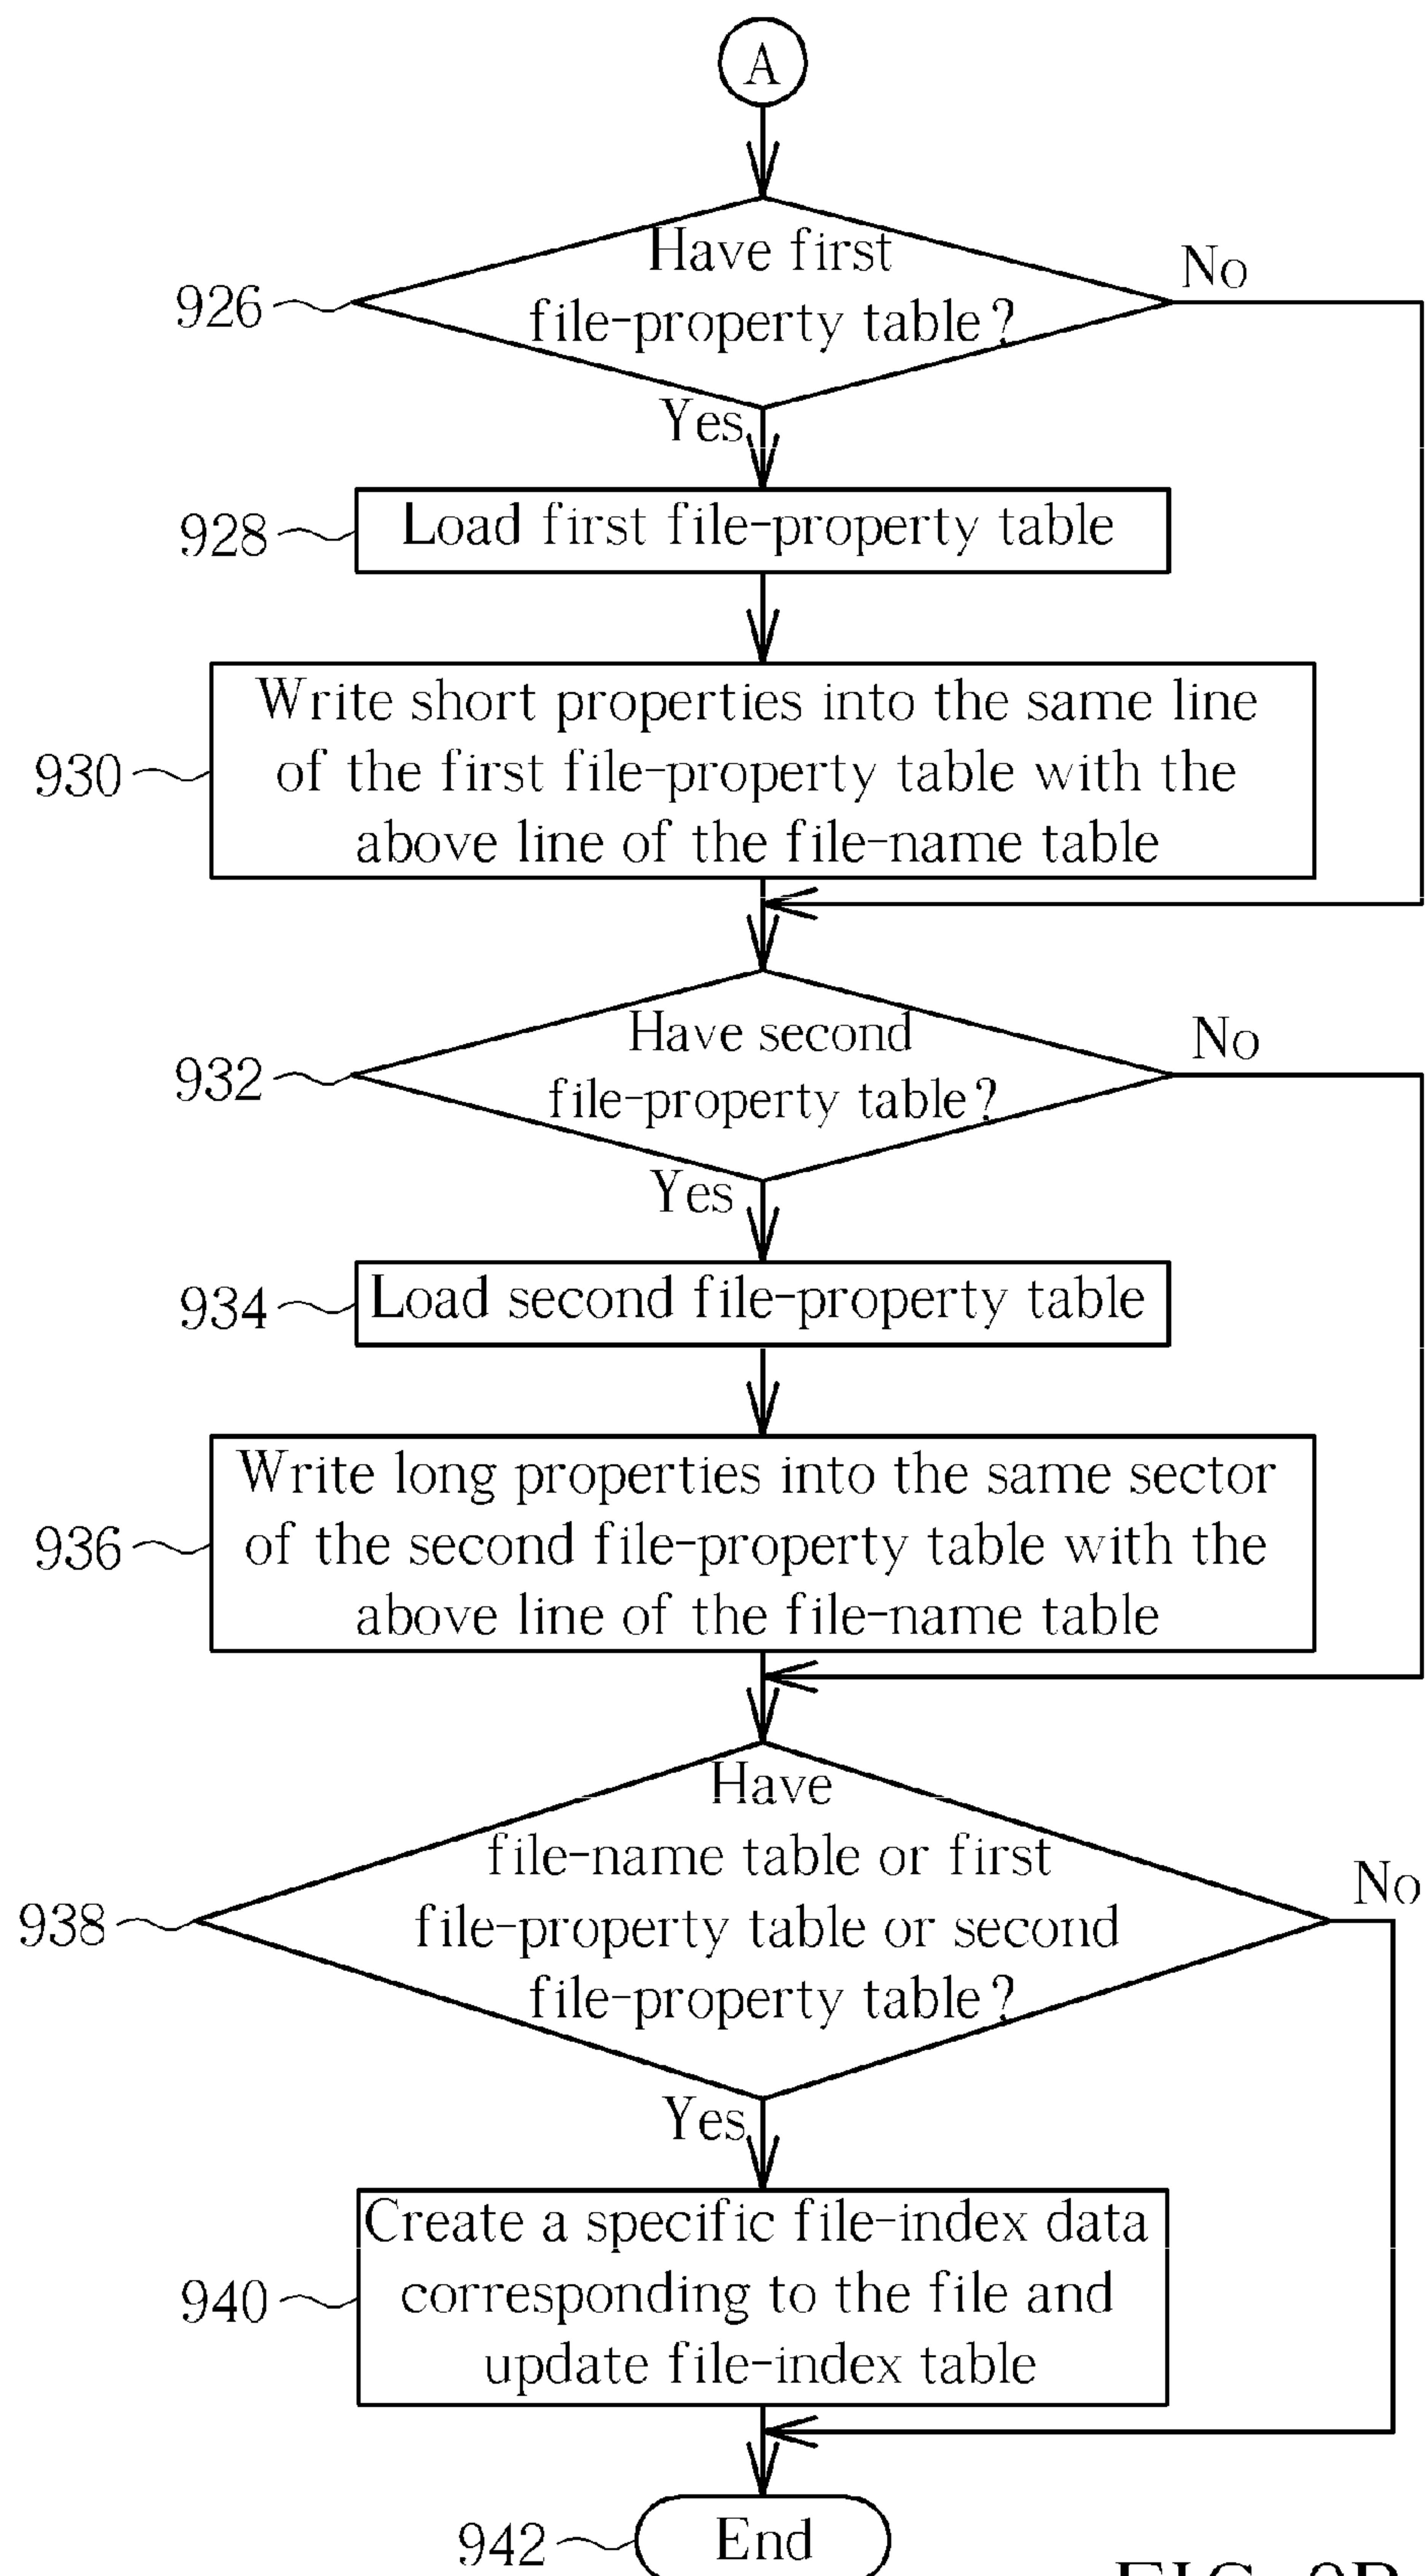 A
Have first
file-property table?
No
926
Yes
928
Load first file-property table
Write short properties into the same line
of the first file-property table with the
above line of the file-name table
930
Have second
file-property table?
No
932
Yes
934
Load second file-property table
Write long properties into the same sector
of the second file-property table with the
above line of the file-name table
936
Have
file-name table or first
file-property table or second
file-property table?
No
938
Yes
Create a specific file-index data
corresponding to the file and
update file-index table
940
942
End